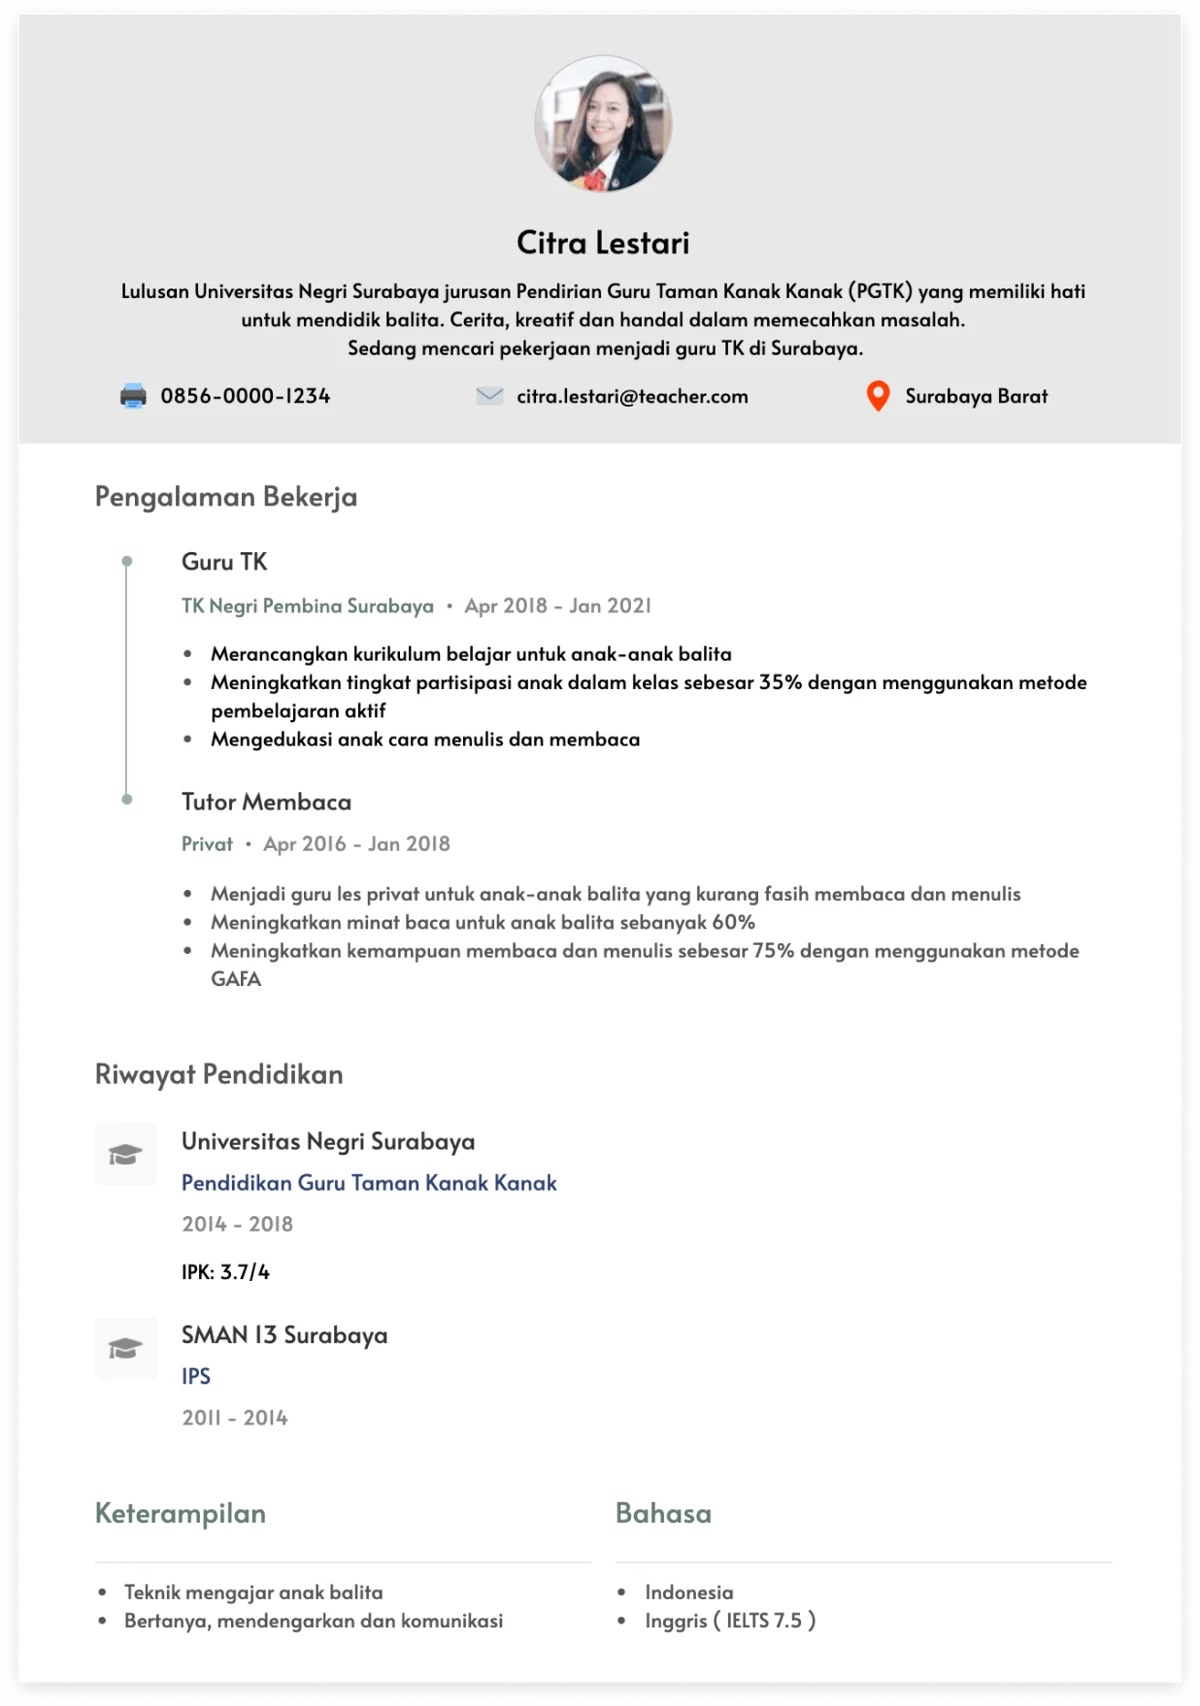 Citra Lestari
Lulusan Universitas Negri Surabaya jurusan Pendirian Guru Taman Kanak Kanak (PGTK) yang memiliki hati
untuk mendidik balita. Cerita, kreatif dan handal dalam memecahkan masalah.
Sedang mencari pekerjaan menjadi guru TK di Surabaya.
0856-0000-1234 citra.lestari@teacher.com Surabaya Barat
Pengalaman Bekerja
Guru TK
TK Negri Pembina Surabaya • Apr 2018 - Jan 2021
• Merancangkan kurikulum belajar untuk anak-anak balita
• Meningkatkan tingkat partisipasi anak dalam kelas sebesar 35% dengan menggunakan metode
pembelajaran aktif
• Mengedukasi anak cara menulis dan membaca
Tutor Membaca
Privat • Apr 2016 - Jan 2018
• Menjadi guru les privat untuk anak-anak balita yang kurang fasih membaca dan menulis
• Meningkatkan minat baca untuk anak balita sebanyak 60%
• Meningkatkan kemampuan membaca dan menulis sebesar 75% dengan menggunakan metode
GAFA
Riwayat Pendidikan
Universitas Negri Surabaya
Pendidikan Guru Taman Kanak Kanak
2014 - 2018
IPK: 3.7/4
SMAN 13 Surabaya
IPS
2011 - 2014
Keterampilan
• Teknik mengajar anak balita
• Bertanya, mendengarkan dan komunikasi
Bahasa
• Indonesia
• Inggris ( IELTS 7.5 )